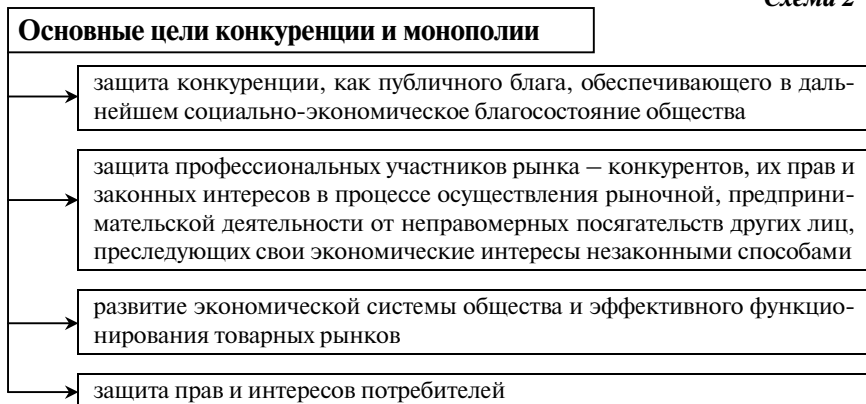 Схема 2
Основные цели конкуренции и монополии
защита конкуренции, как публичного блага, обеспечивающего в даль-
нейшем социально-экономическое благосостояние общества
защита профессиональных участников рынка – конкурентов, их прав и
законных интересов в процессе осуществления рыночной, предприни-
мательской деятельности от неправомерных посягательств других лиц,
преследующих свои экономические интересы незаконными способами
развитие экономической системы общества и эффективного функцио-
нирования товарных рынков
защита прав и интересов потребителей